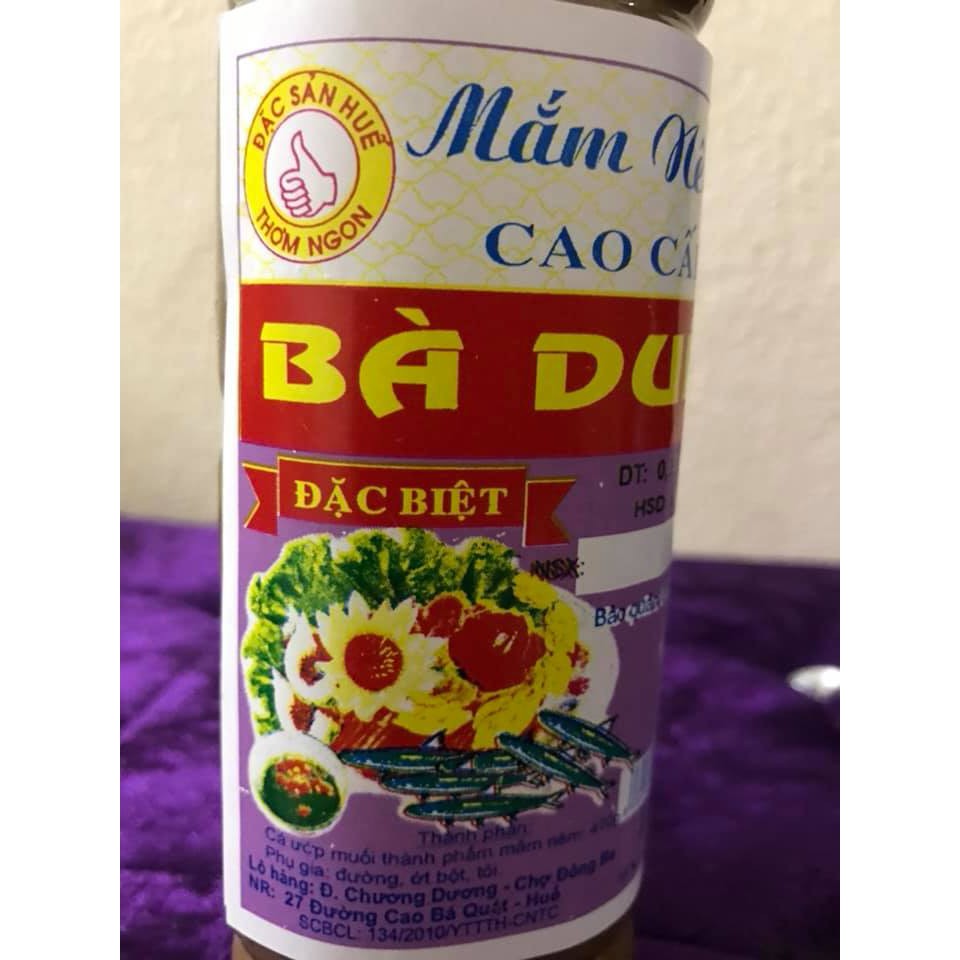 ĐẶC SẢN HUẾ
THƠM NGON
Mắm Nê
CAO CẤ
BÀ DU
ĐẶC BIỆT
DT: 0,
HSD
NSX:
Bảo quản
Thành phần:
Cá ướp muối thành phẩm mắm nêm:
Phụ gia: đường, ớt bột, tỏi
Lô hàng: Đ. Chương Dương - Chợ Đông Ba
NR: 27 Đường Cao Bá Quát - Huế
SCBCL: 134/2010/YTTTH-CNTC